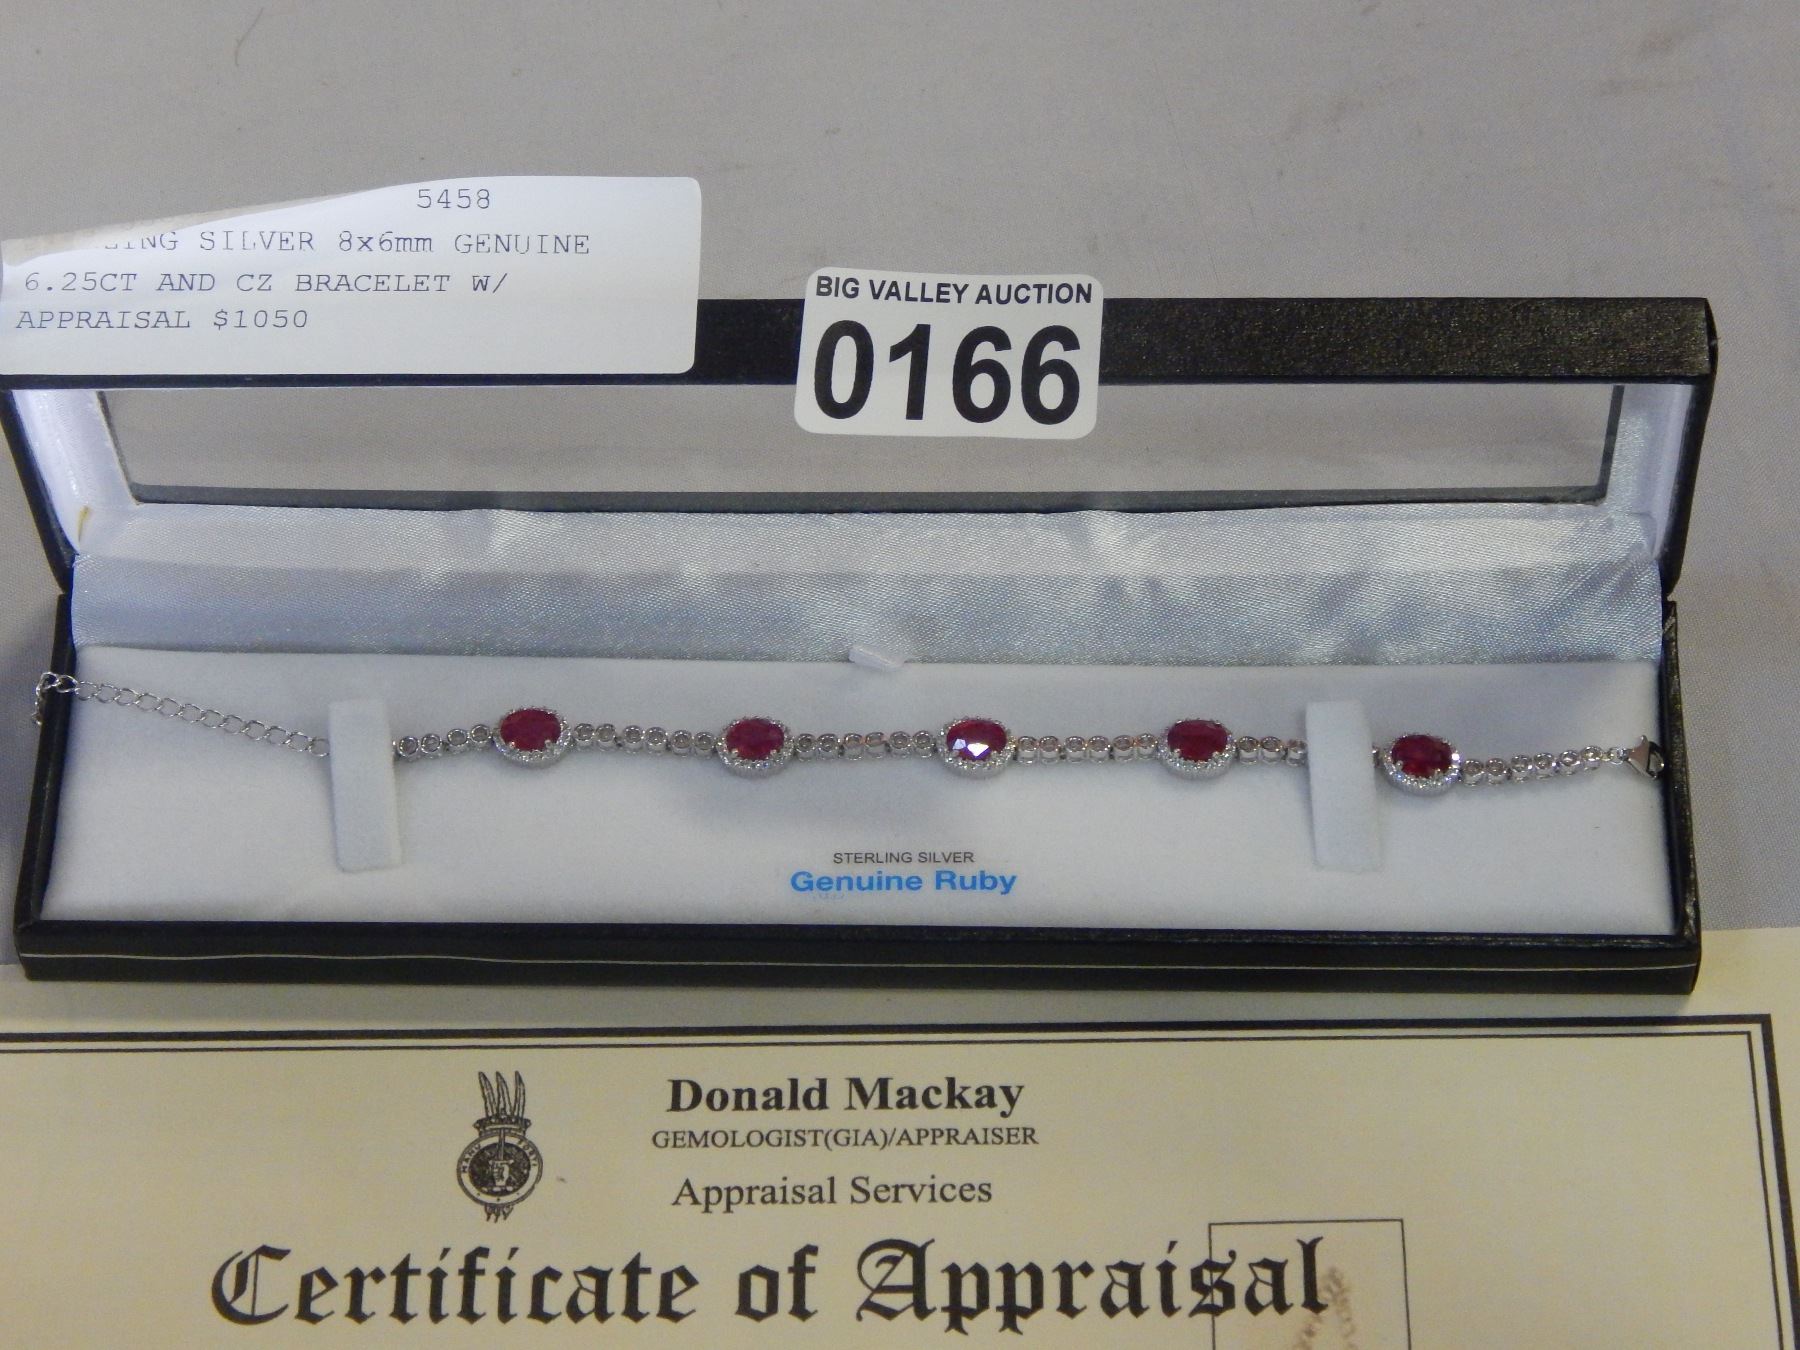 5458
SILVER 8x6mm GENUINE
6.25CT AND CZ BRACELET W/
APPRAISAL $1050
BIG VALLEY AUCTION
0166
STERLING SILVER
Genuine Ruby
Donald Mackay
GEMOLOGIST(GIA)/APPRAISER
Appraisal Services
Certificate of Appraisal